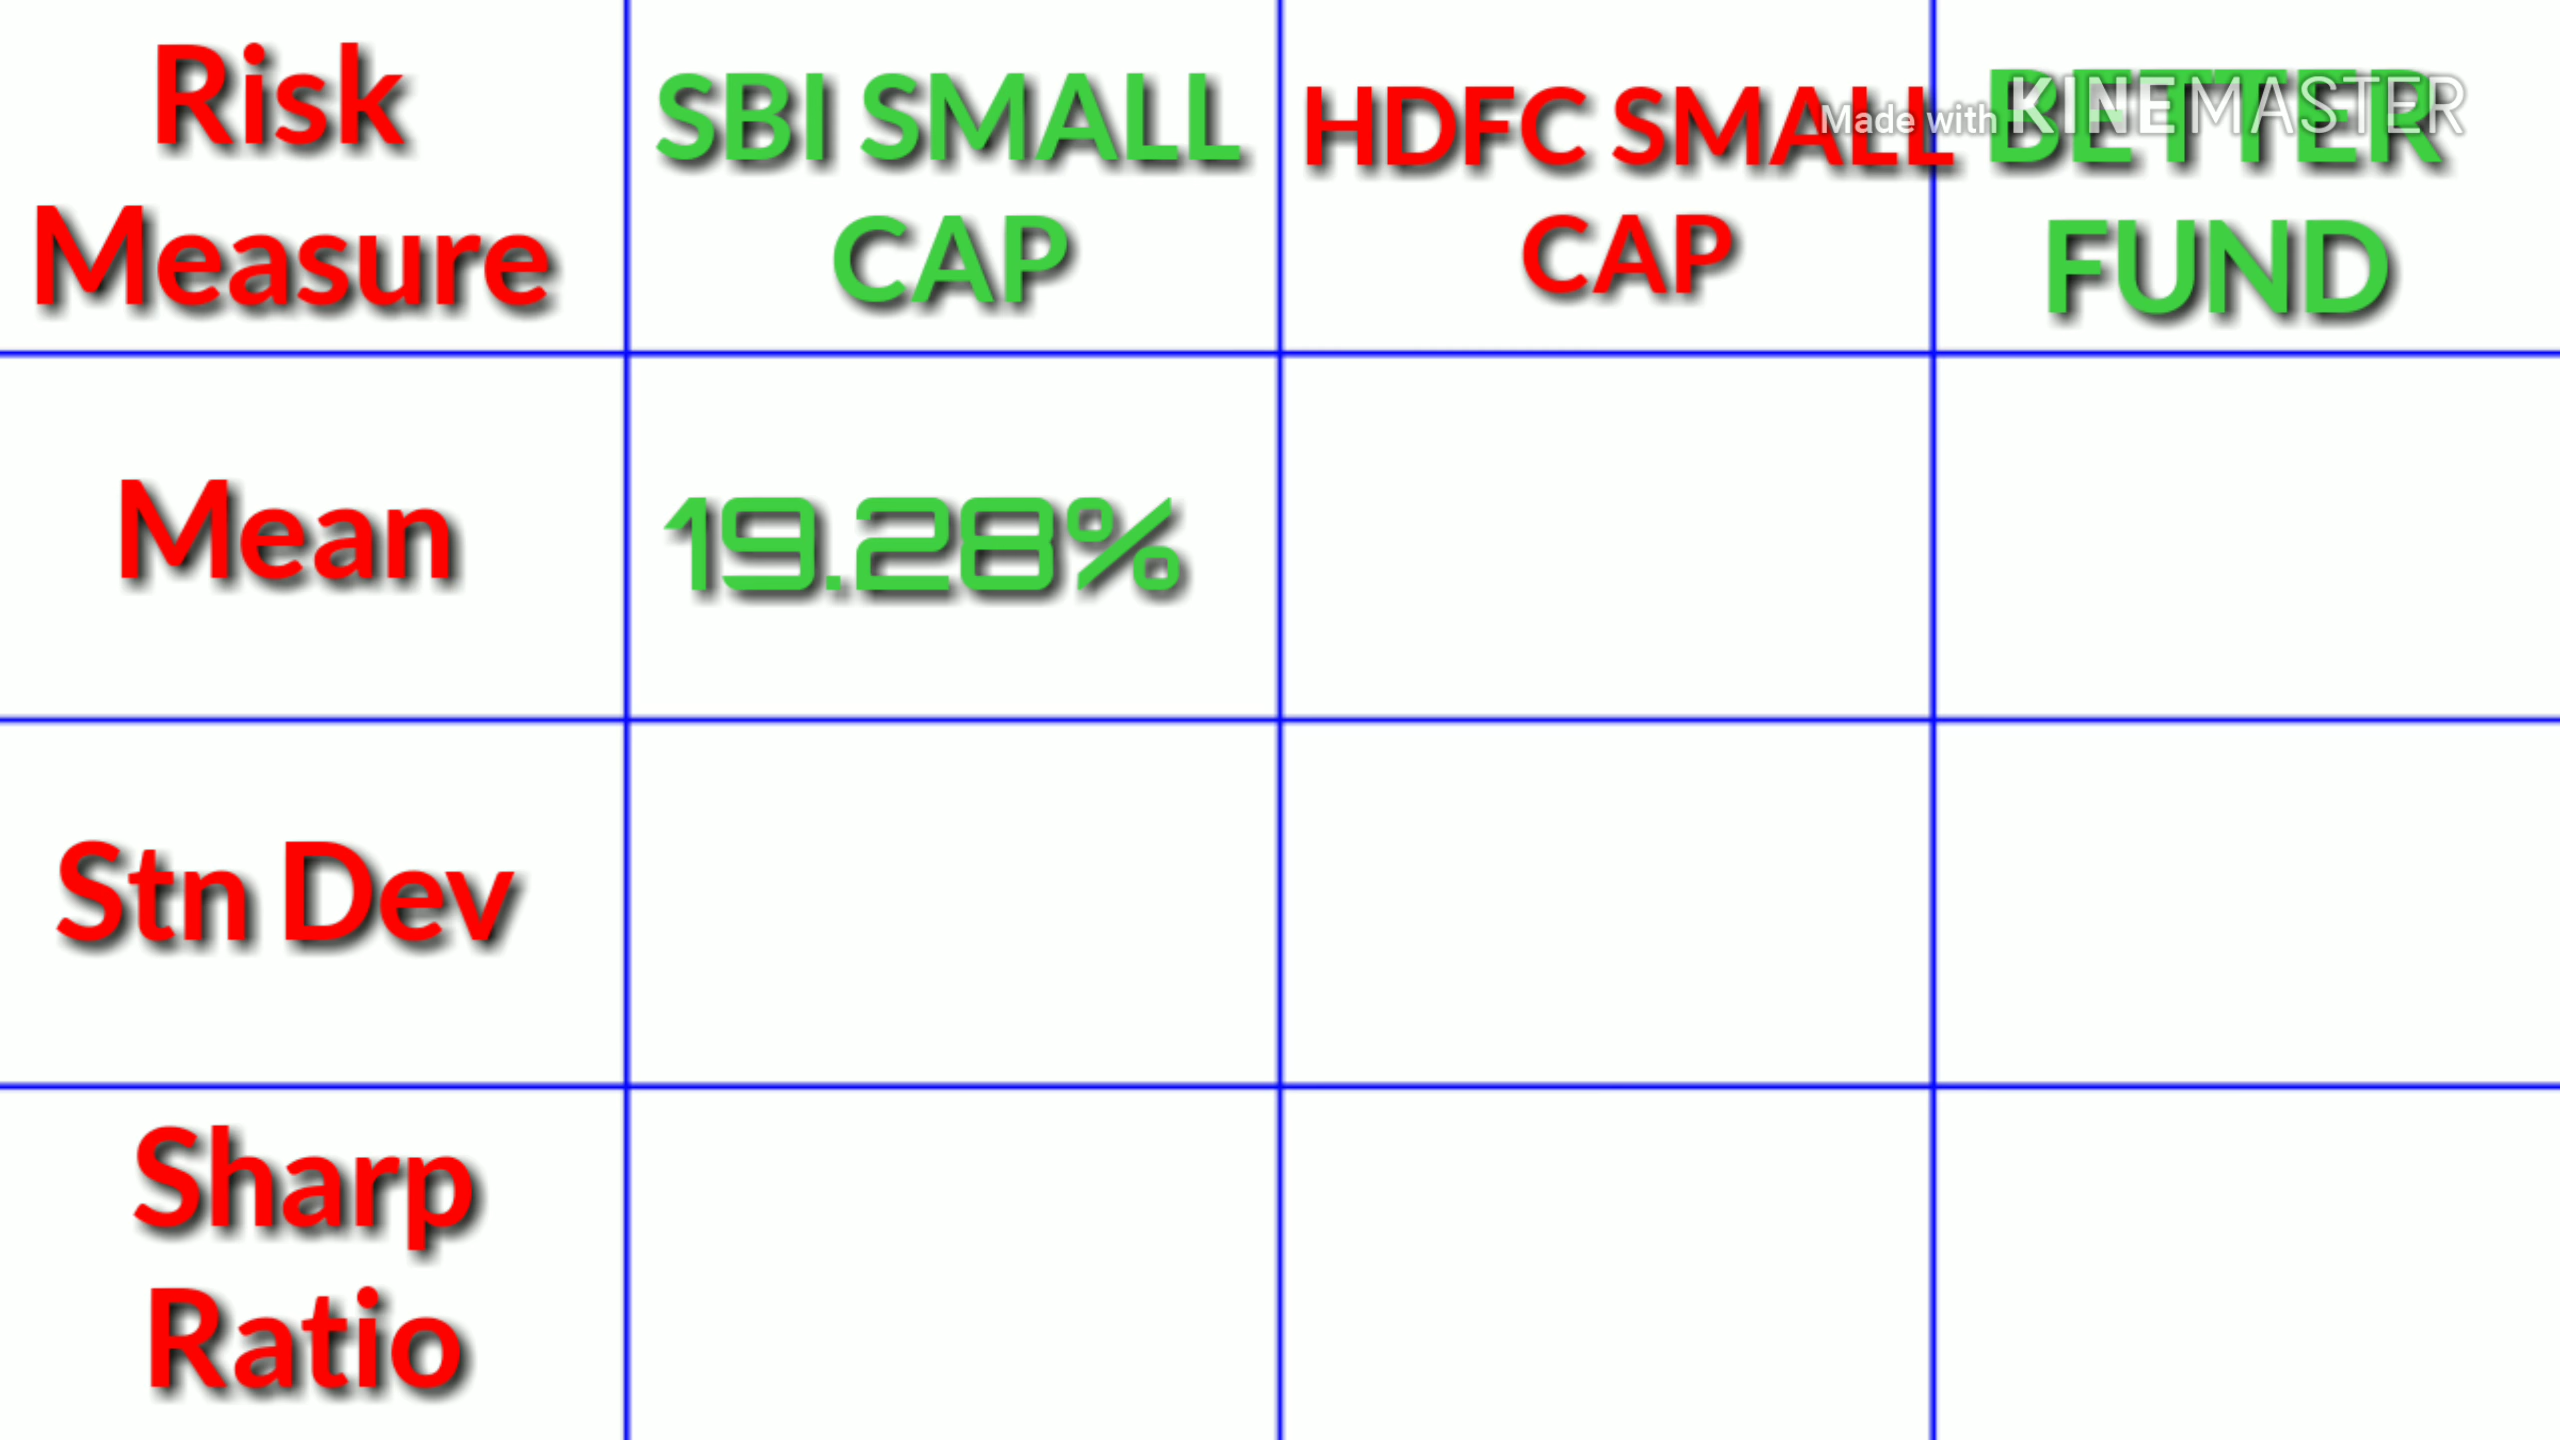 Risk
Measure
SBI SMALL
CAP
HDFC SMALL
CAP
BETTER
FUND
Made with KINEMASTER
Mean
19.28%
Stn Dev
Sharp
Ratio